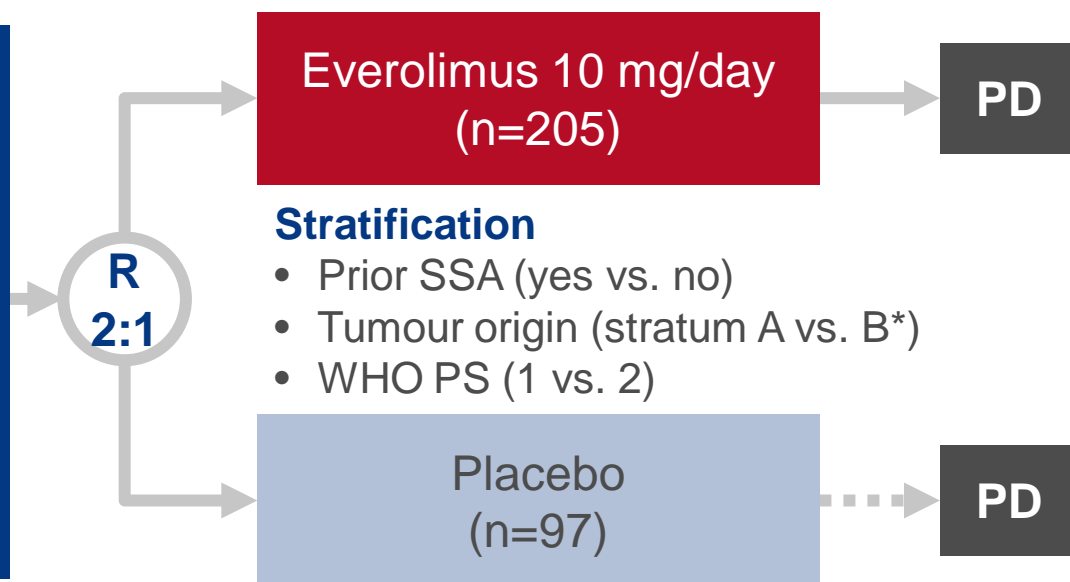 Everolimus 10 mg/day
(n=205)
PD
R
2:1
Stratification
• Prior SSA (yes vs. no)
• Tumour origin (stratum A vs. B*)
• WHO PS (1 vs. 2)
Placebo
(n=97)
PD